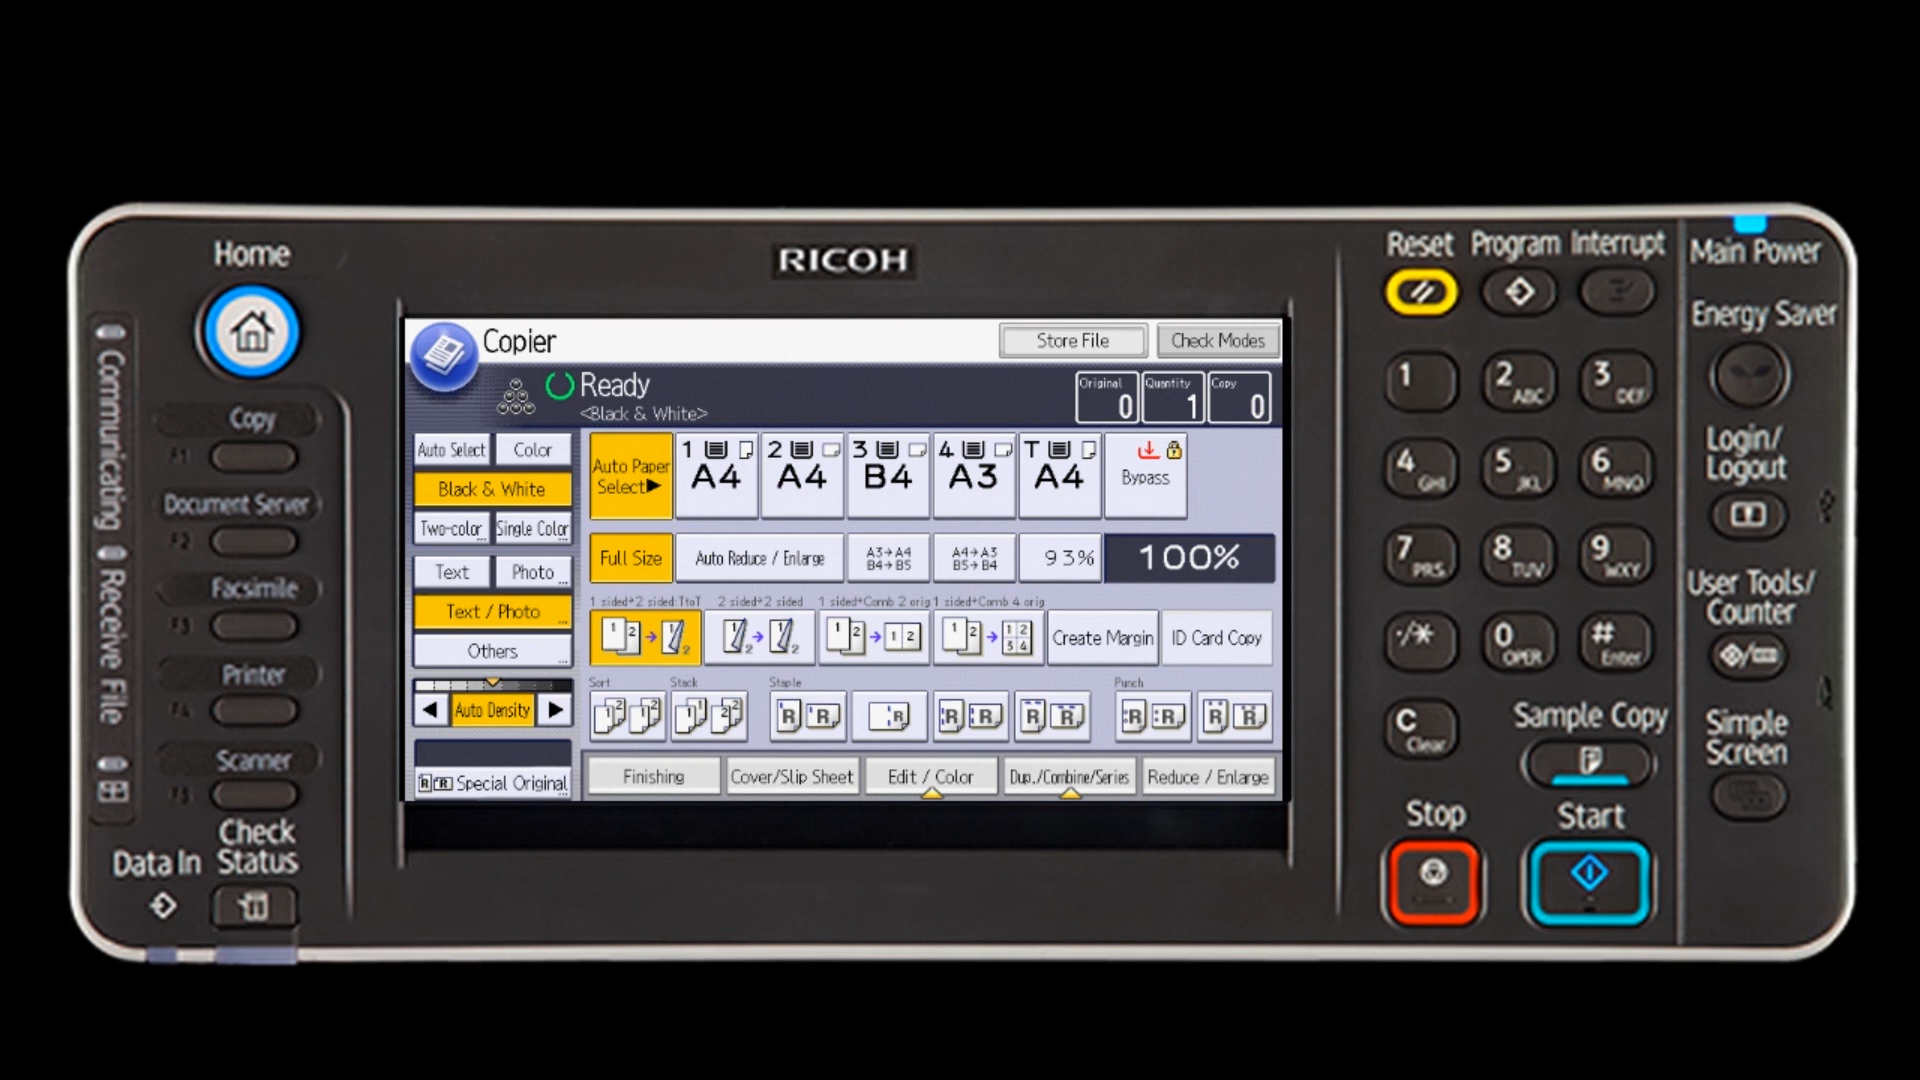 Home
RICOH
Reset Program Interrupt
Main Power
Energy Saver
Communicating
Receive File
Copy
F1
Document Server
F2
Facsimile
F3
Printer
F4
Scanner
F5
Check
Status
Data In
Copier
Store File
Check Modes
Ready
<Black & White>
Original
0
Quantity
1
Copy
0
Auto Select
Color
Black & White
Two-color
Single Color
Text
Photo
Text / Photo
Others
Auto Density
R R Special Original
Auto Paper
Select▶
1
A4
2
A4
3
B4
4
A3
T
A4
Bypass
Full Size
Auto Reduce / Enlarge
A3→A4
B4→B5
A4→A3
B5→B4
93%
100%
1 sided→2 sided:TtoT
2 sided→2 sided
1 sided→Comb 2 orig
1 sided→Comb 4 orig
Create Margin
ID Card Copy
Sort
Stack
Staple
Punch
Finishing
Cover/Slip Sheet
Edit / Color
Dup./Combine/Series
Reduce / Enlarge
1
2 ABC
3 DEF
4 GHI
5 JKL
6 MNO
7 PRS
8 TUV
9 WXY
./*
0 OPER
# Enter
C Clear
Sample Copy
Stop
Start
Login/
Logout
User Tools/
Counter
Simple
Screen